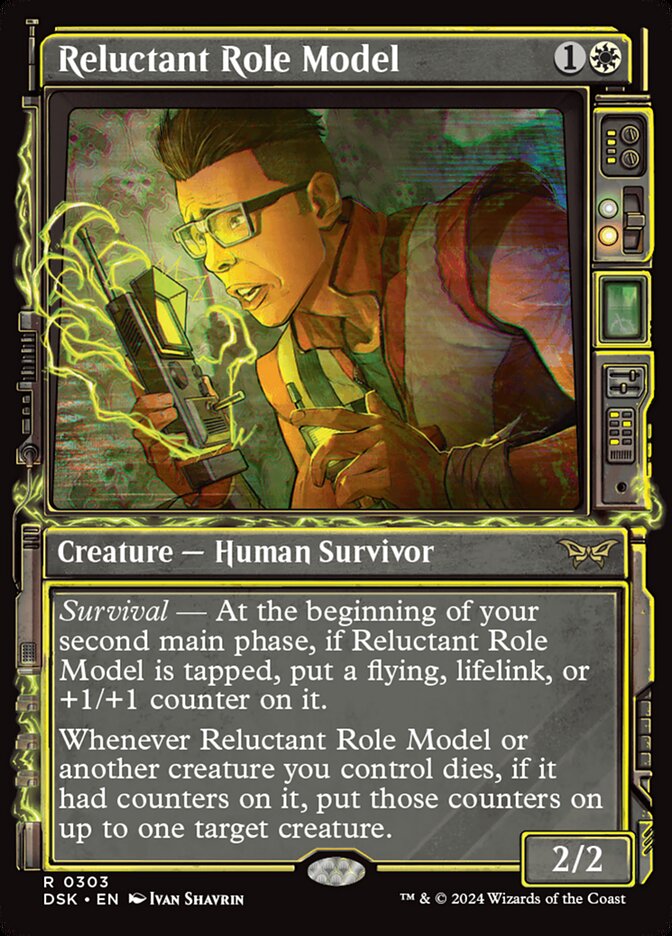 Reluctant Role Model 1
Creature — Human Survivor
Survival — At the beginning of your
second main phase, if Reluctant Role
Model is tapped, put a flying, lifelink, or
+1/+1 counter on it.
Whenever Reluctant Role Model or
another creature you control dies, if it
had counters on it, put those counters on
up to one target creature.
2/2
R 0303
DSK • EN Ivan Shavrin
™ & © 2024 Wizards of the Coast